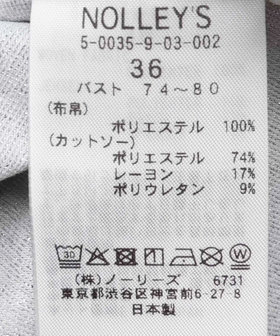 NOLLEY'S
5-0035-9-03-002
36
バスト 74～80
(布帛)
ポリエステル 100%
(カットソー)
ポリエステル 74%
レーヨン 17%
ポリウレタン 9%
30 W
(株)ノーリーズ 6731
東京都渋谷区神宮前6-27-8
日本製